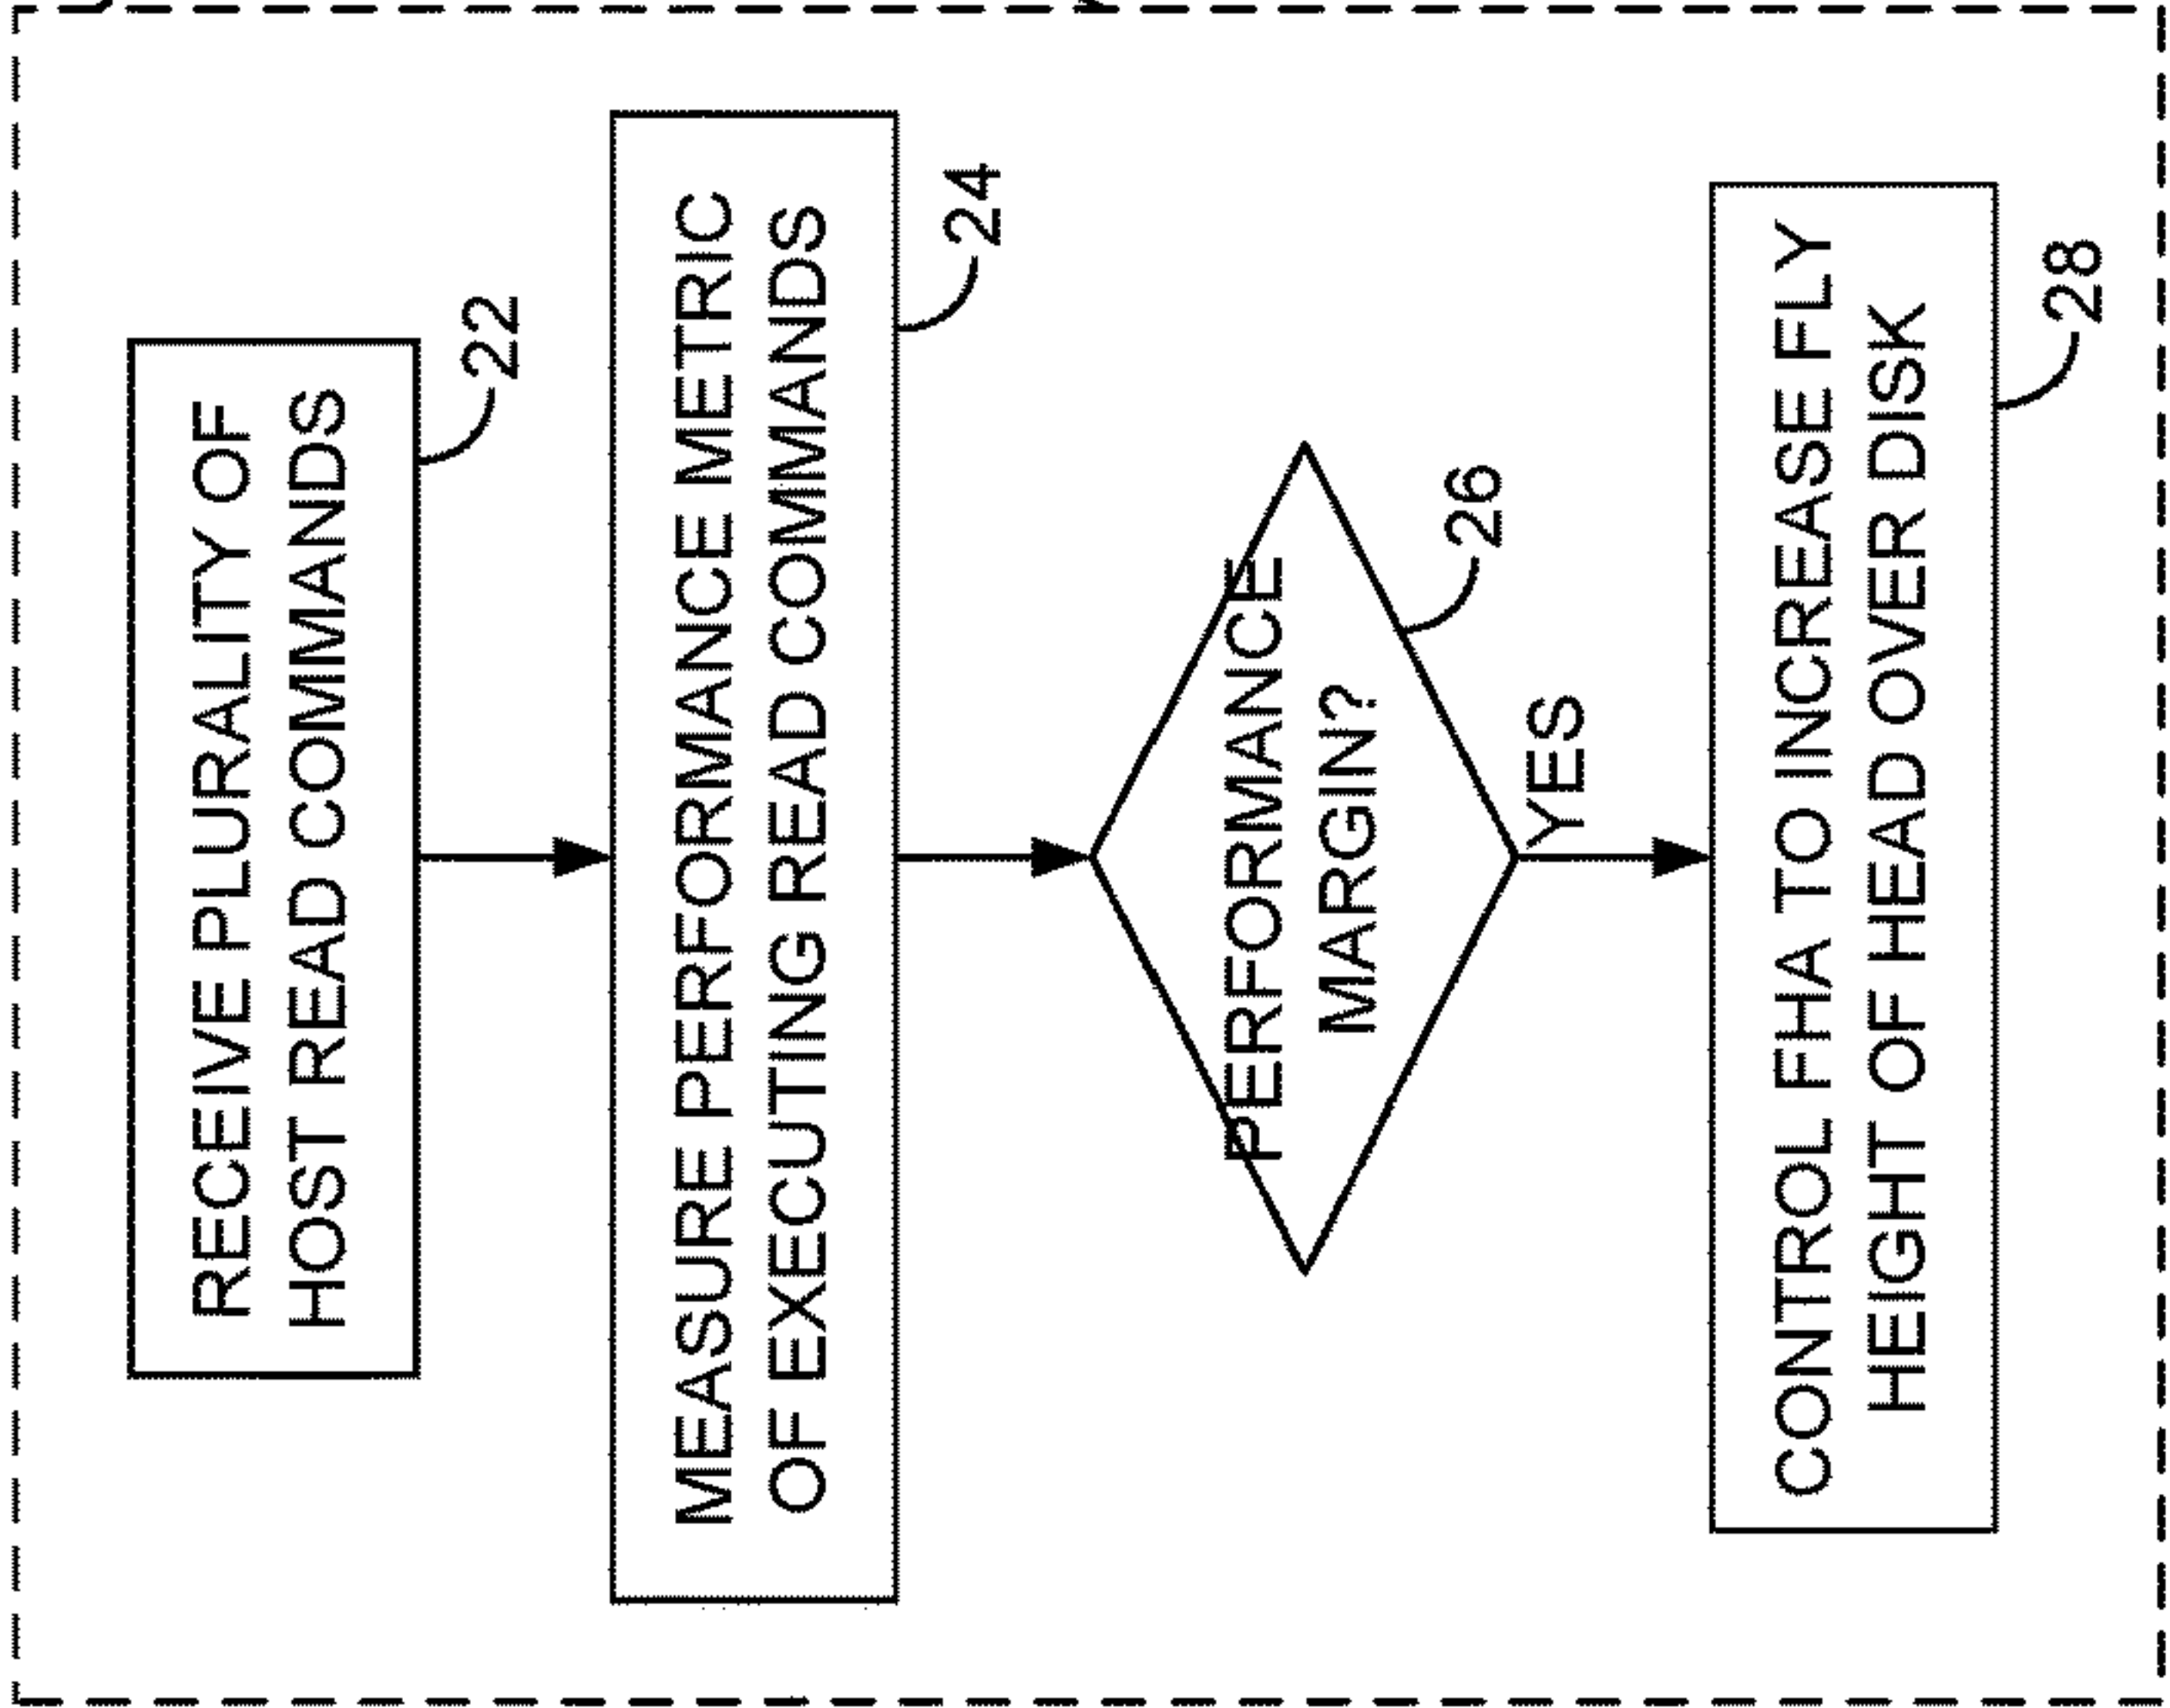 RECEIVE PLURALITY OF
HOST READ COMMANDS
22
MEASURE PERFORMANCE METRIC
OF EXECUTING READ COMMANDS
24
PERFORMANCE
MARGIN?
26
YES
CONTROL FHA TO INCREASE FLY
HEIGHT OF HEAD OVER DISK
28